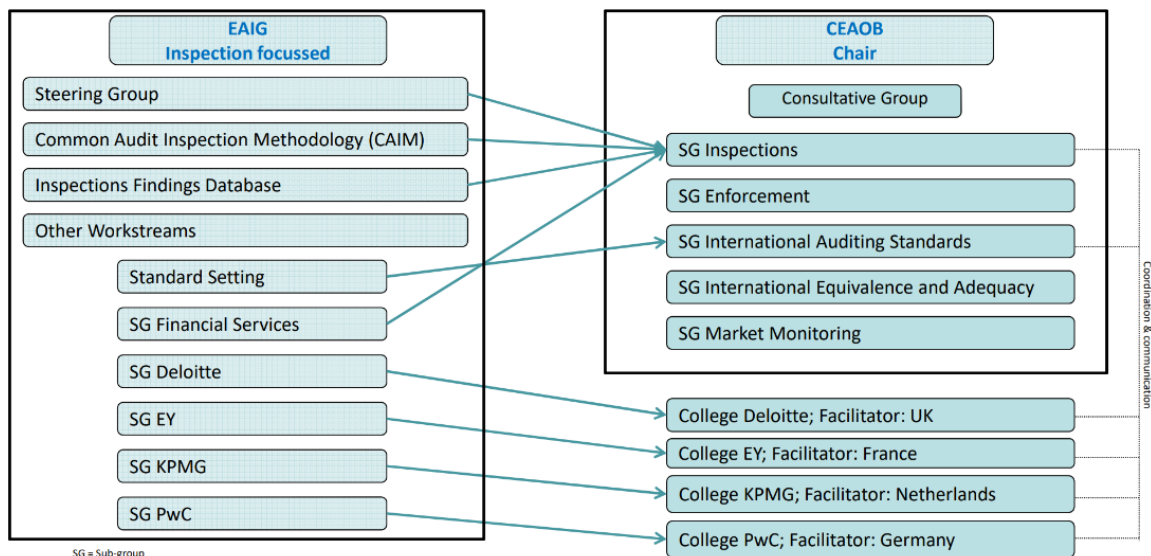 EAIG
Inspection focussed
Steering Group
Common Audit Inspection Methodology (CAIM)
Inspections Findings Database
Other Workstreams
Standard Setting
SG Financial Services
SG Deloitte
SG EY
SG KPMG
SG PwC
SG = Sub-group
CEAOB
Chair
Consultative Group
SG Inspections
SG Enforcement
SG International Auditing Standards
SG International Equivalence and Adequacy
SG Market Monitoring
College Deloitte; Facilitator: UK
College EY; Facilitator: France
College KPMG; Facilitator: Netherlands
College PwC; Facilitator: Germany
Coordination & communication